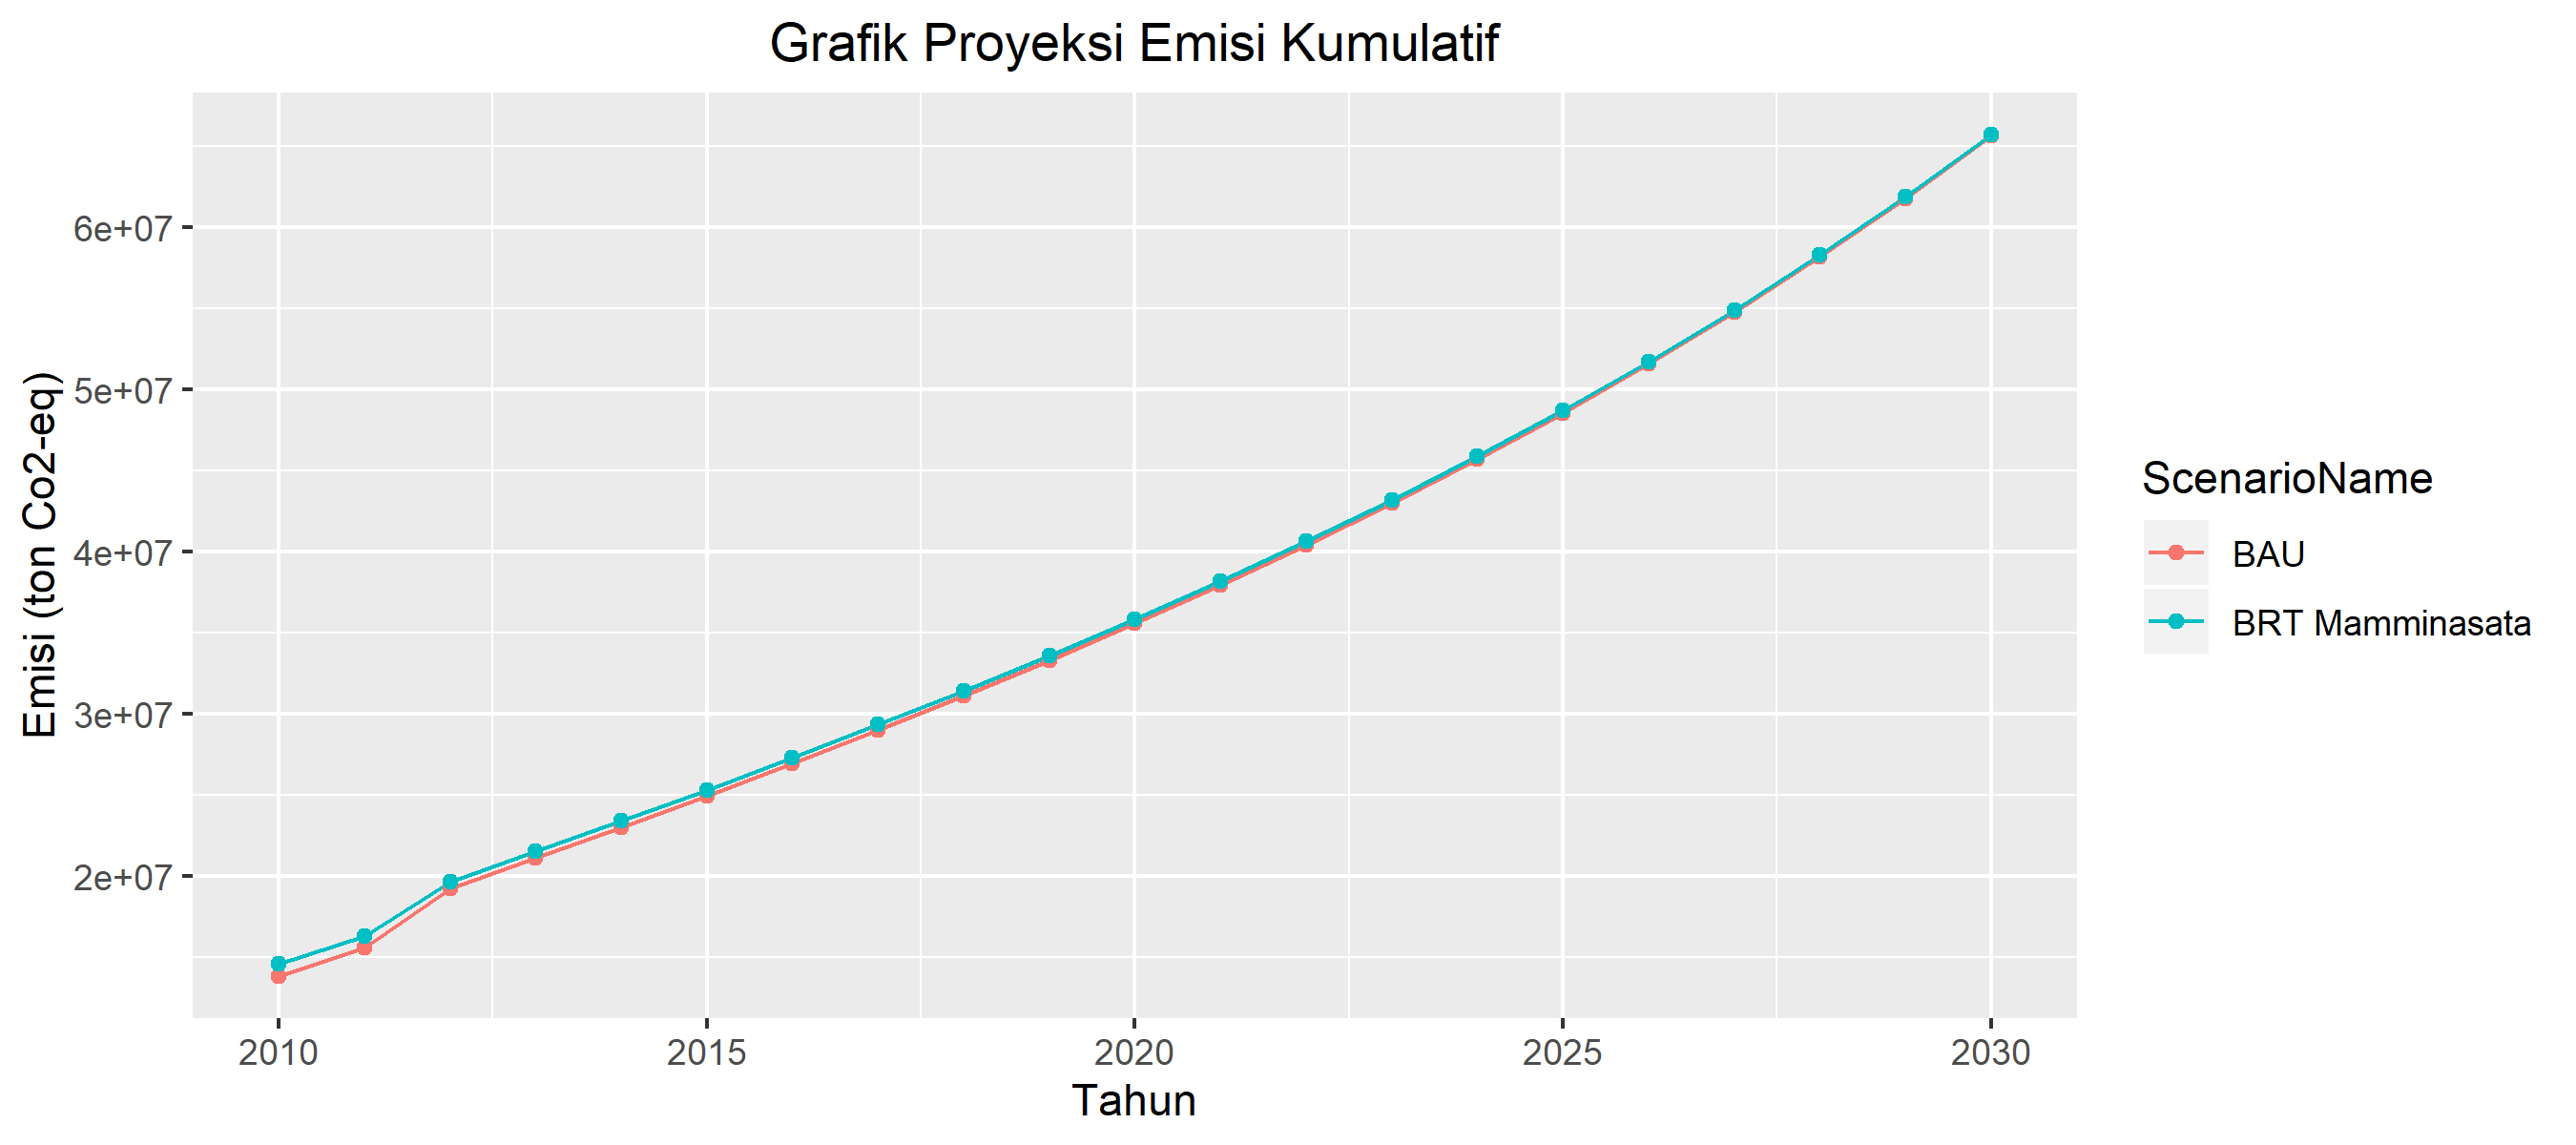 Grafik Proyeksi Emisi Kumulatif
Emisi (ton Co2-eq)
6e+07
5e+07
4e+07
3e+07
2e+07
2010 2015 2020 2025 2030
Tahun
ScenarioName
BAU
BRT Mamminasata